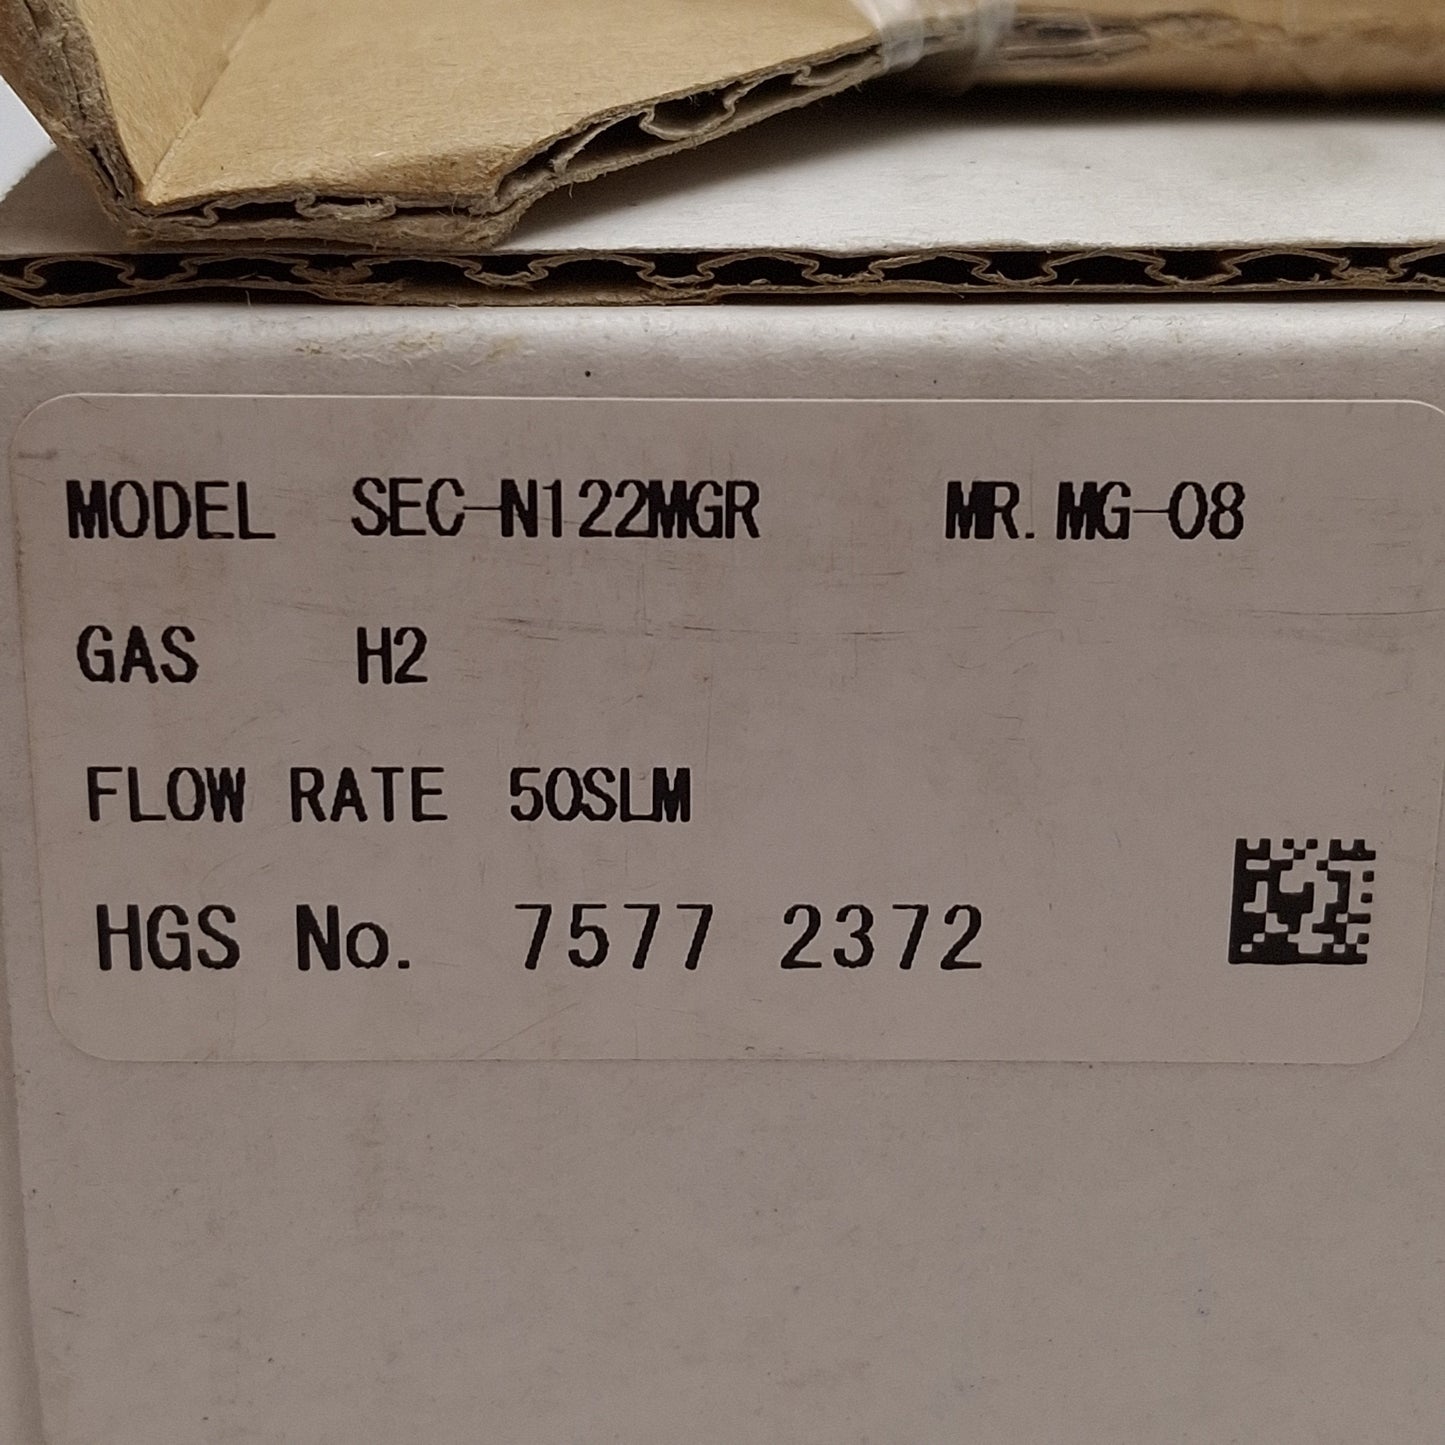 MODEL SEC-N122MGR MR. MG-08
GAS H2
FLOW RATE 50SLM
HGS No. 7577 2372